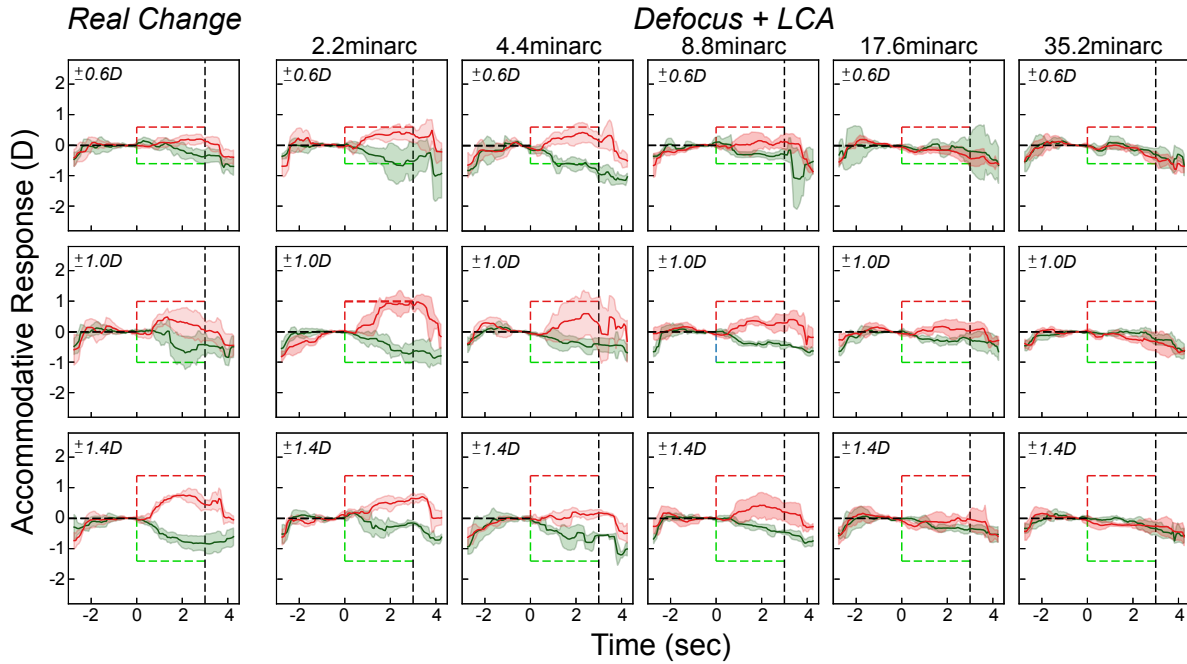 Real Change
Defocus + LCA
2.2minarc 4.4minarc 8.8minarc 17.6minarc 35.2minarc
Accommodative Response (D)
±0.6D ±0.6D ±0.6D ±0.6D ±0.6D ±0.6D
2
1
0
-1
-2
±1.0D ±1.0D ±1.0D ±1.0D ±1.0D ±1.0D
2
1
0
-1
-2
±1.4D ±1.4D ±1.4D ±1.4D ±1.4D ±1.4D
2
1
0
-1
-2
-2 0 2 4 -2 0 2 4 -2 0 2 4 -2 0 2 4 -2 0 2 4 -2 0 2 4
Time (sec)